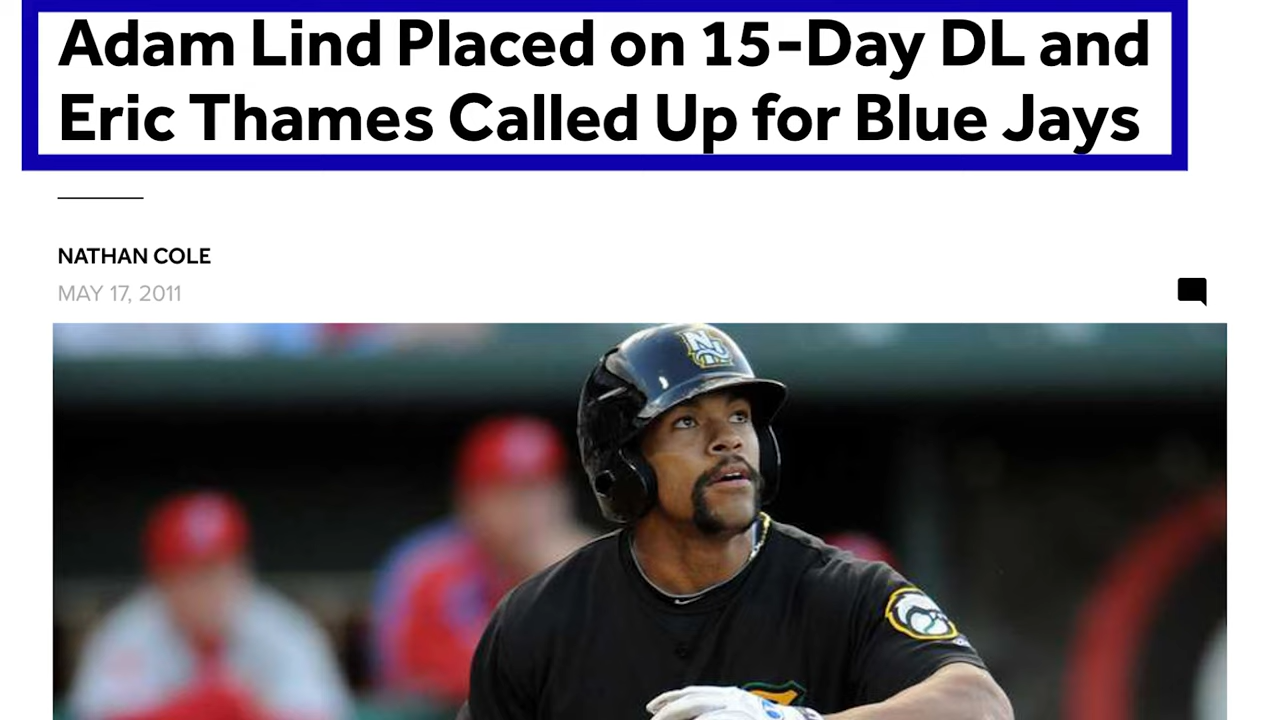 Adam Lind Placed on 15-Day DL and
Eric Thames Called Up for Blue Jays
NATHAN COLE
MAY 17, 2011